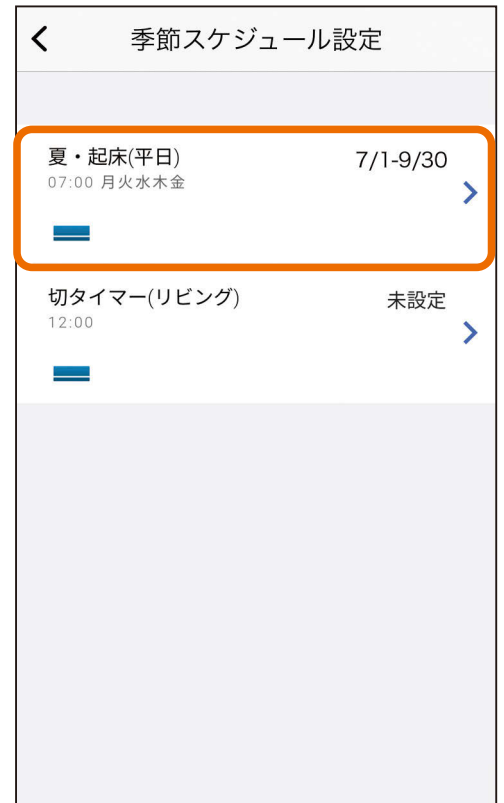 季節スケジュール設定
夏・起床(平日) 7/1-9/30
07:00 月火水木金
切タイマー(リビング) 未設定
12:00